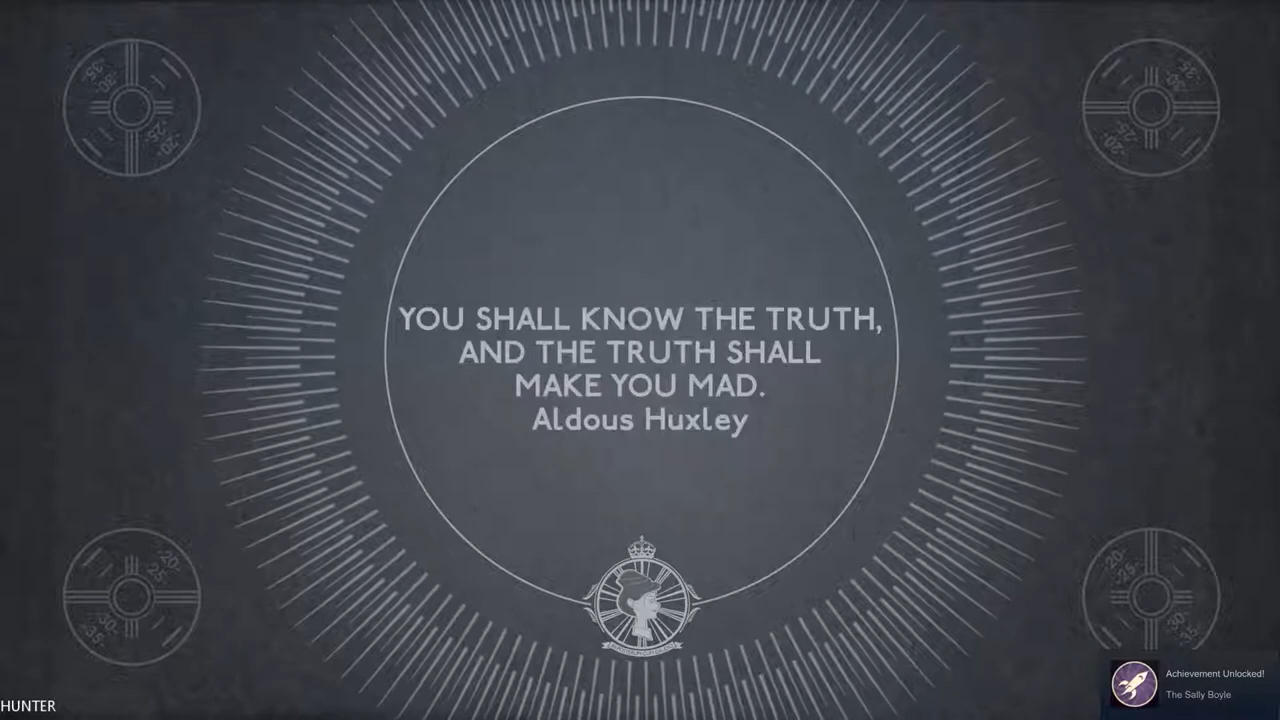 YOU SHALL KNOW THE TRUTH,
AND THE TRUTH SHALL
MAKE YOU MAD.
Aldous Huxley
Achievement Unlocked!
The Sally Boyle
HUNTER